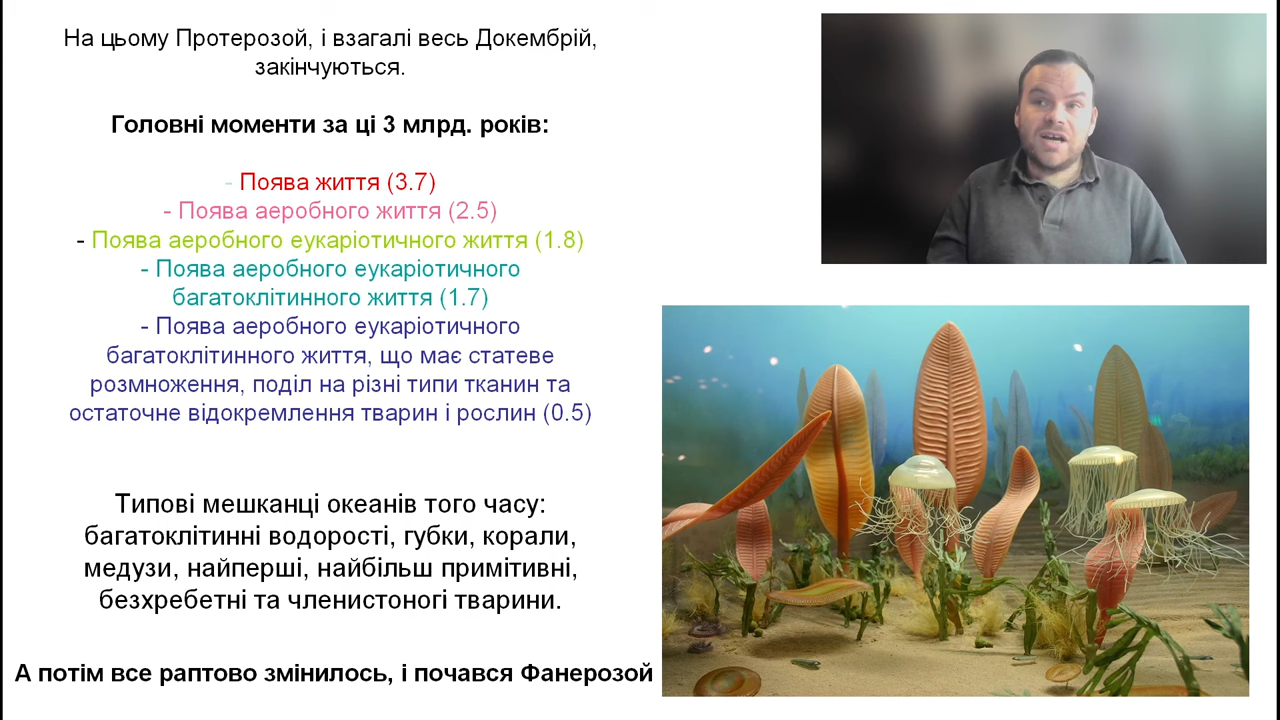 На цьому Протерозой, і взагалі весь Докембрій,
закінчуються.
Головні моменти за ці 3 млрд. років:
- Поява життя (3.7)
- Поява аеробного життя (2.5)
- Поява аеробного еукаріотичного життя (1.8)
- Поява аеробного еукаріотичного
багатоклітинного життя (1.7)
- Поява аеробного еукаріотичного
багатоклітинного життя, що має статеве
розмноження, поділ на різні типи тканин та
остаточне відокремлення тварин і рослин (0.5)
Типові мешканці океанів того часу:
багатоклітинні водорості, губки, корали,
медузи, найперші, найбільш примітивні,
безхребетні та членистоногі тварини.
А потім все раптово змінилось, і почався Фанерозой